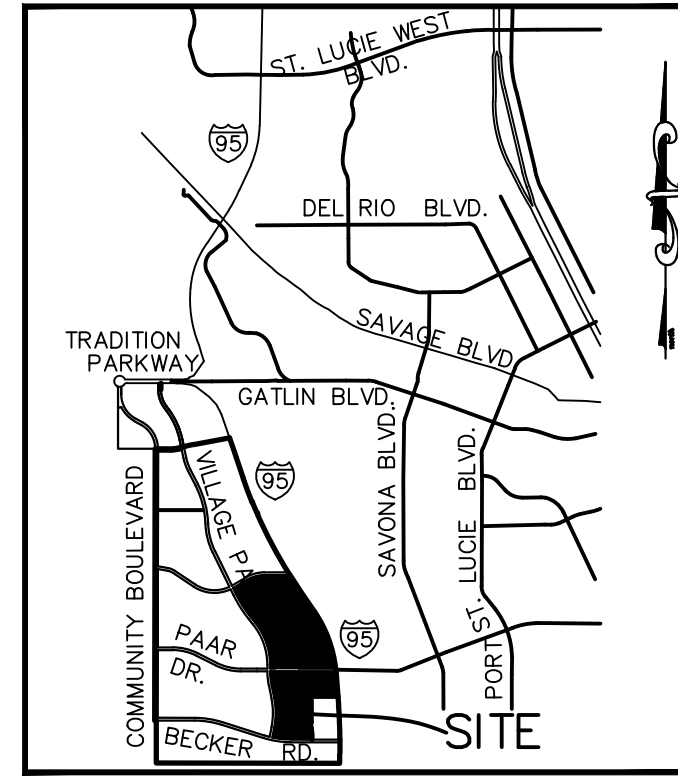 ST. LUCIE WEST
BLVD.
95
DEL RIO BLVD.
SAVAGE BLVD
TRADITION
PARKWAY
GATLIN BLVD.
95
VILLAGE PA
COMMUNITY BOULEVARD
SAVONA BLVD.
PORT ST. LUCIE BLVD.
95
PAAR
DR.
BECKER RD.
SITE